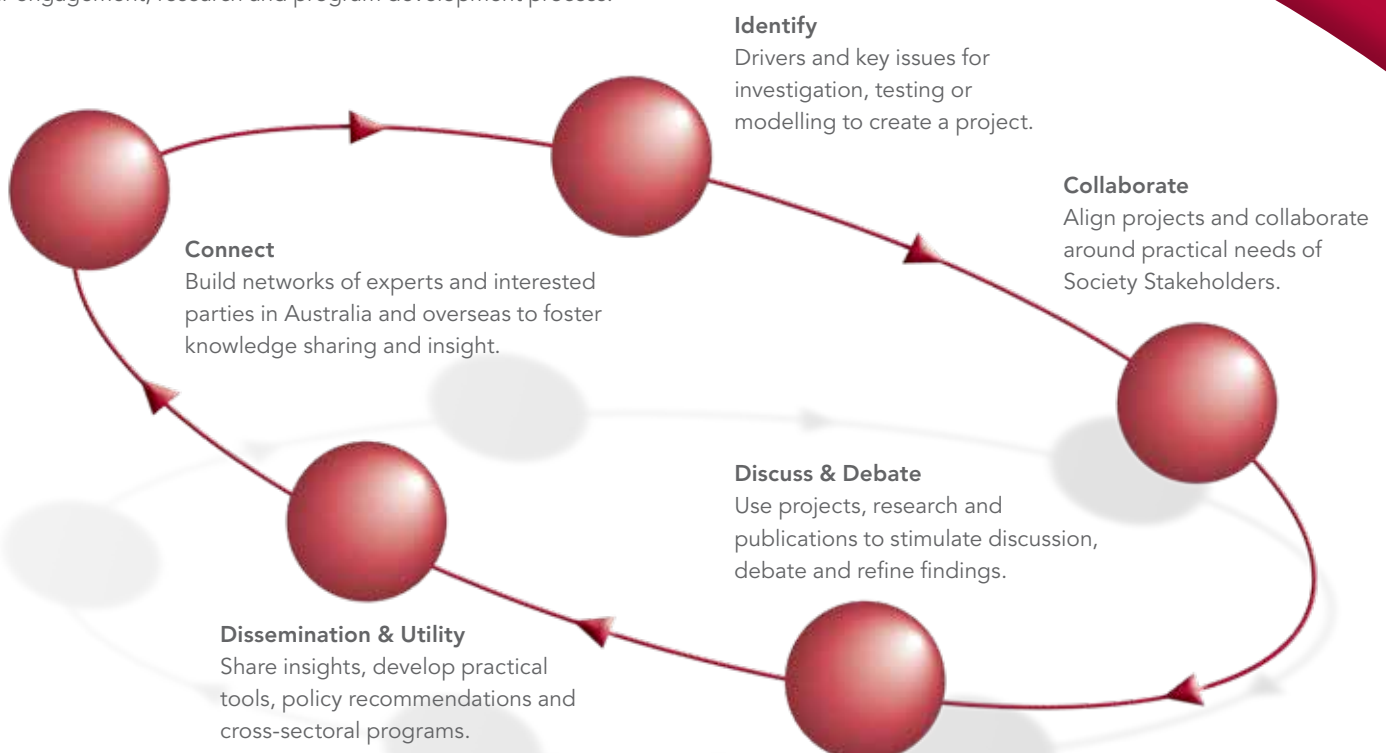 engagement, research and program development process.
Identify
Drivers and key issues for
investigation, testing or
modelling to create a project.
Collaborate
Align projects and collaborate
around practical needs of
Society Stakeholders.
Connect
Build networks of experts and interested
parties in Australia and overseas to foster
knowledge sharing and insight.
Discuss & Debate
Use projects, research and
publications to stimulate discussion,
debate and refine findings.
Dissemination & Utility
Share insights, develop practical
tools, policy recommendations and
cross-sectoral programs.